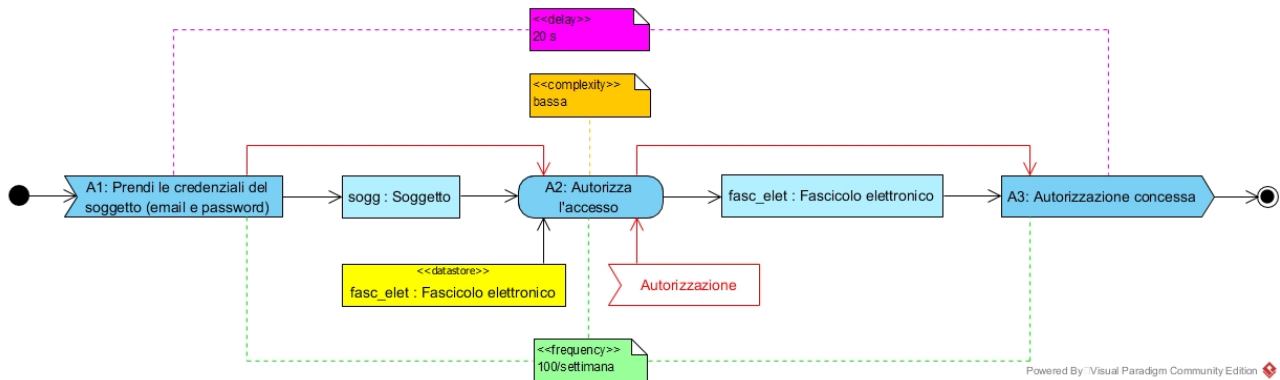 <<delay>>
20 s
<<complexity>>
bassa
A1: Prendi le credenziali del
soggetto (email e password)
sogg : Soggetto
A2: Autorizza
l'accesso
fasc_elet : Fascicolo elettronico
A3: Autorizzazione concessa
<<datastore>>
fasc_elet : Fascicolo elettronico
Autorizzazione
<<frequency>>
100/settimana
Powered By Visual Paradigm Community Edition